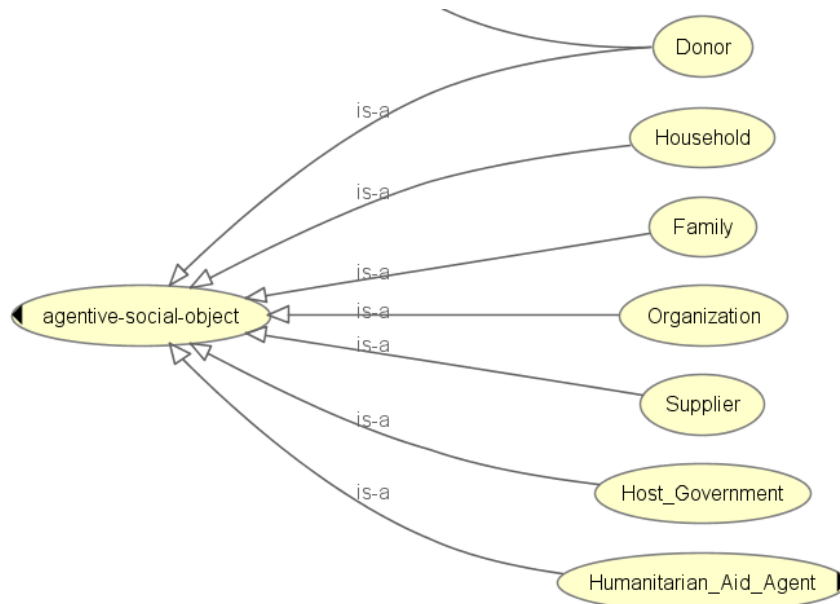 Donor
is-a
Household
is-a
Family
is-a
agentive-social-object
is-a
Organization
is-a
Supplier
is-a
Host_Government
is-a
Humanitarian_Aid_Agent